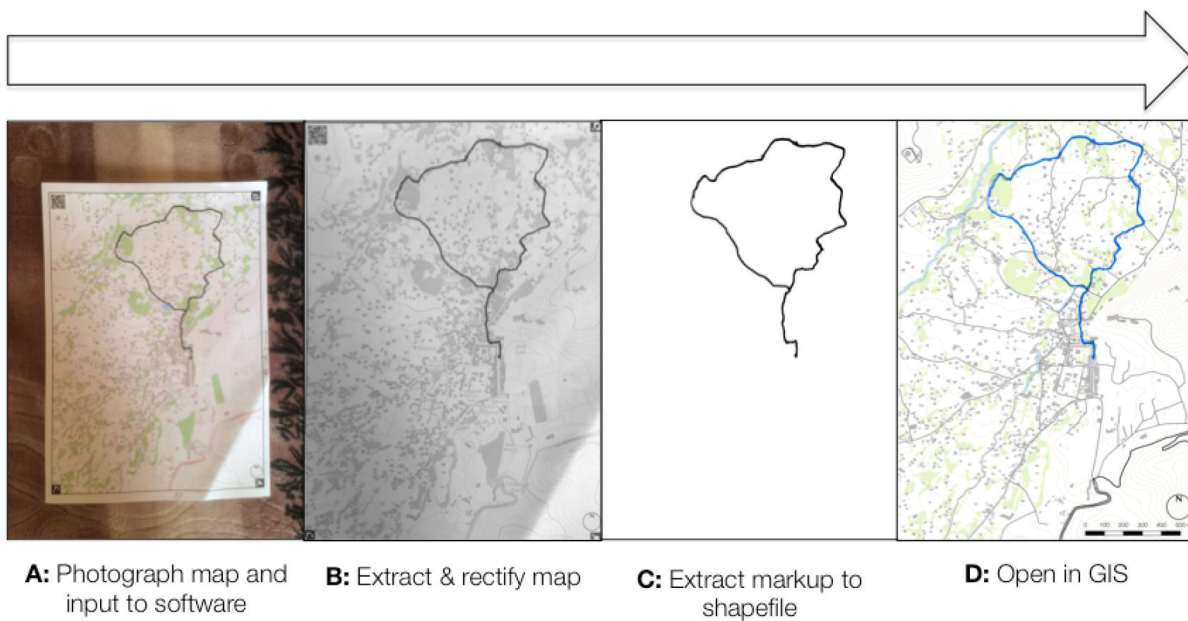 N
0 100 200 300 400
A: Photograph map and
input to software
B: Extract & rectify map
C: Extract markup to
shapefile
D: Open in GIS